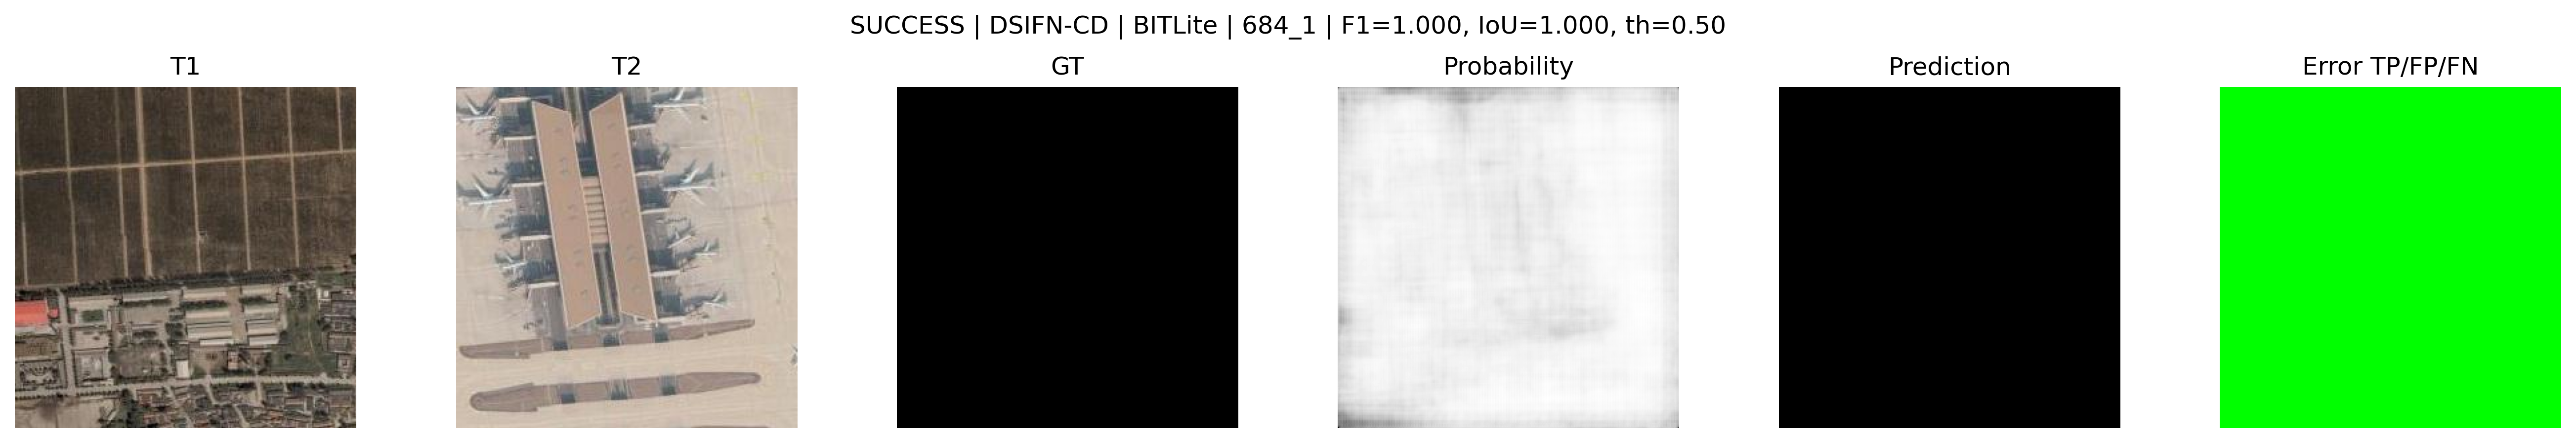 SUCCESS | DSIFN-CD | BITLite | 684_1 | F1=1.000, IoU=1.000, th=0.50
T1 T2 GT Probability Prediction Error TP/FP/FN